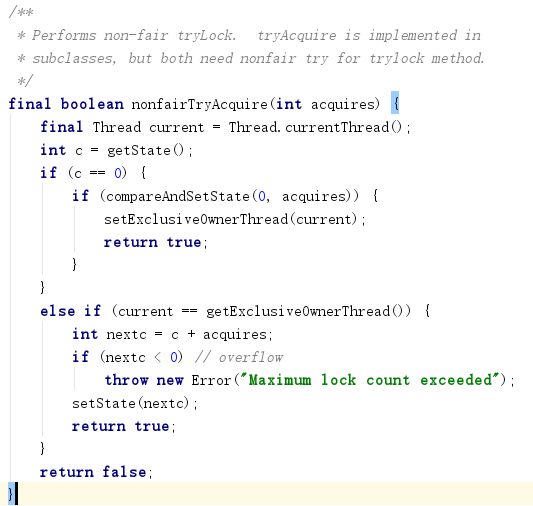 /**
 * Performs non-fair tryLock.  tryAcquire is implemented in
 * subclasses, but both need nonfair try for trylock method.
 */
final boolean nonfairTryAcquire(int acquires) {
    final Thread current = Thread.currentThread();
    int c = getState();
    if (c == 0) {
        if (compareAndSetState(0, acquires)) {
            setExclusiveOwnerThread(current);
            return true;
        }
    }
    else if (current == getExclusiveOwnerThread()) {
        int nextc = c + acquires;
        if (nextc < 0) // overflow
            throw new Error("Maximum lock count exceeded");
        setState(nextc);
        return true;
    }
    return false;
}